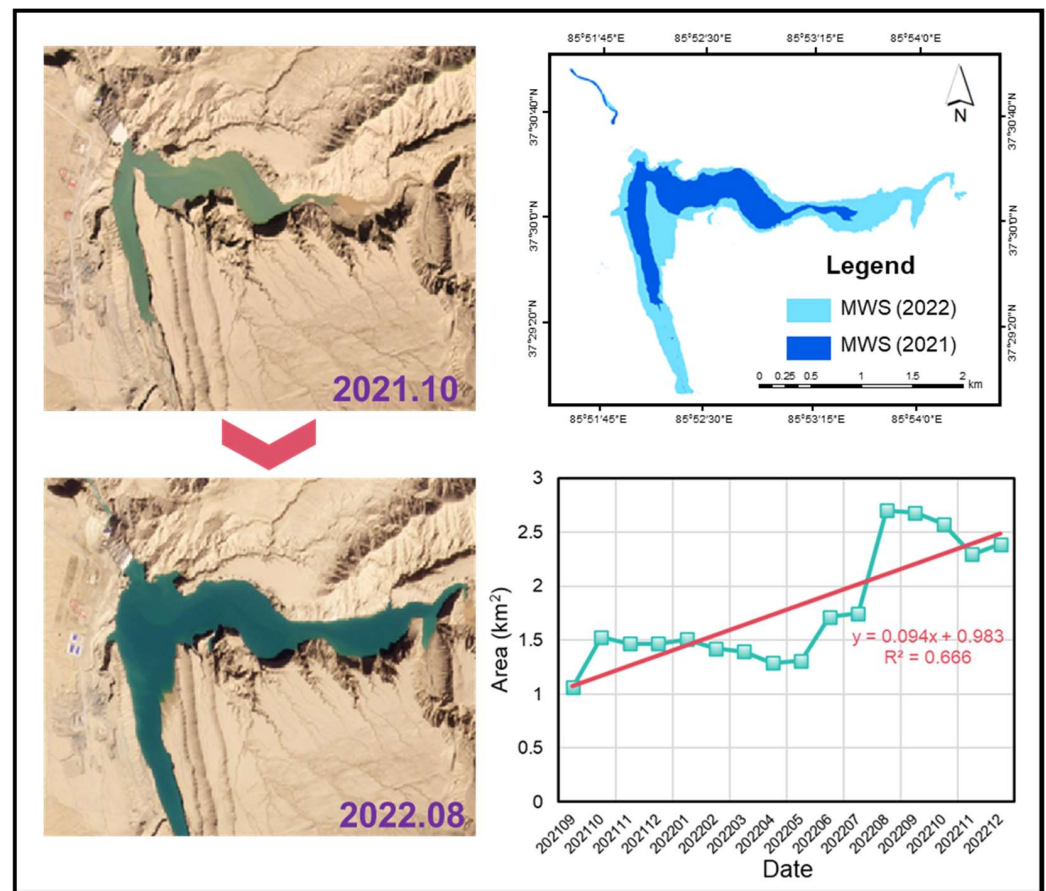 2021.10
2022.08
85°51'45"E 85°52'30"E 85°53'15"E 85°54'0"E
37°30'40"N
37°30'0"N
37°29'20"N
37°30'40"N
37°30'0"N
37°29'20"N
N
Legend
MWS (2022)
MWS (2021)
0 0.25 0.5 1 1.5 2
km
85°51'45"E 85°52'30"E 85°53'15"E 85°54'0"E
Area (km²)
3
2.5
2
1.5
1
0.5
0
y = 0.094x + 0.983
R² = 0.666
202109 202110 202111 202112 202201 202202 202203 202204 202205 202206 202207 202208 202209 202210 202211 202212
Date